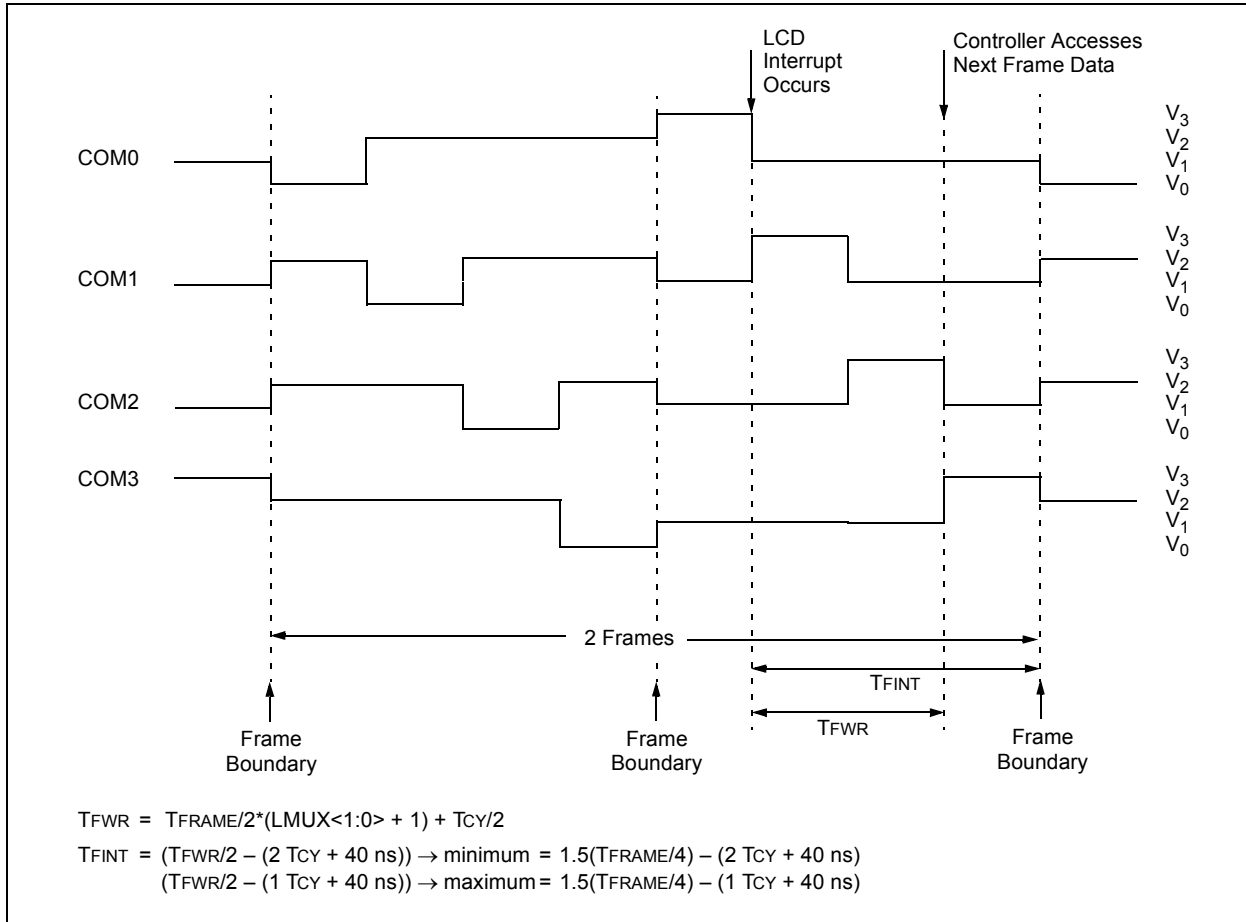 LCD
Interrupt
Occurs
Controller Accesses
Next Frame Data
COM0
V3
V2
V1
V0
COM1
V3
V2
V1
V0
COM2
V3
V2
V1
V0
COM3
V3
V2
V1
V0
2 Frames
TFINT
TFWR
Frame
Boundary
Frame
Boundary
Frame
Boundary
TFWR = TFRAME/2*(LMUX<1:0> + 1) + TCY/2
TFINT = (TFWR/2 – (2 TCY + 40 ns)) → minimum = 1.5(TFRAME/4) – (2 TCY + 40 ns)
(TFWR/2 – (1 TCY + 40 ns)) → maximum = 1.5(TFRAME/4) – (1 TCY + 40 ns)